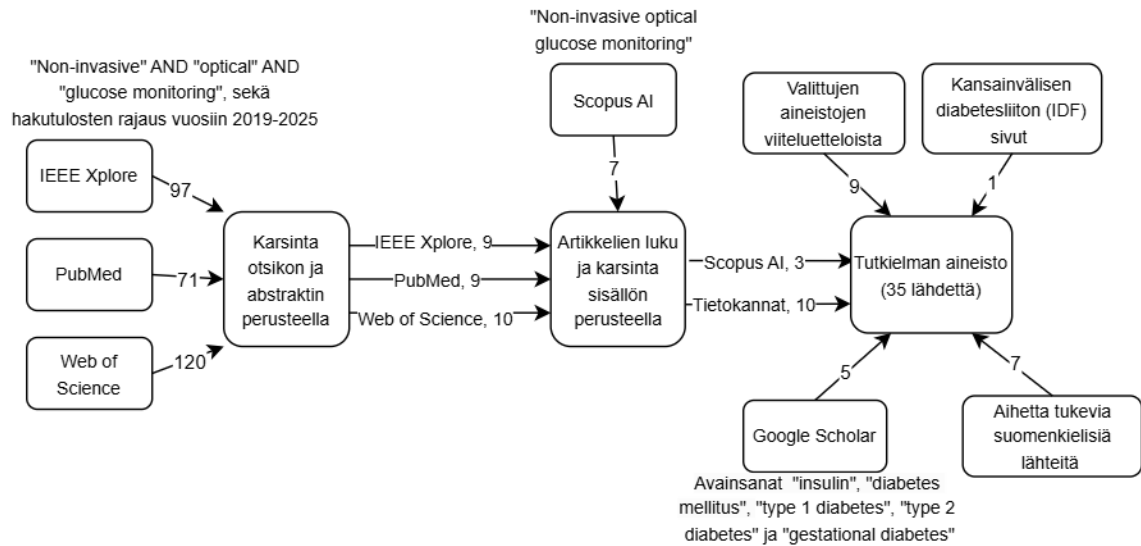 "Non-invasive" AND "optical" AND
"glucose monitoring", sekä
hakutulosten rajaus vuosiin 2019-2025
IEEE Xplore
97
PubMed
71
Web of
Science
120
Karsinta
otsikon ja
abstraktin
perusteella
IEEE Xplore, 9
PubMed, 9
Web of Science, 10
"Non-invasive optical
glucose monitoring"
Scopus AI
7
Artikkelien luku
ja karsinta
sisällön
perusteella
Scopus AI, 3
Tietokannat, 10
Valittujen
aineistojen
viiteluetteloista
9
Kansainvälisen
diabetesliiton (IDF)
sivut
1
Tutkielman aineisto
(35 lähdettä)
5
Google Scholar
Avainsanat "insulin", "diabetes
mellitus", "type 1 diabetes", "type 2
diabetes" ja "gestational diabetes"
7
Aihetta tukevia
suomenkielisiä
lähteitä